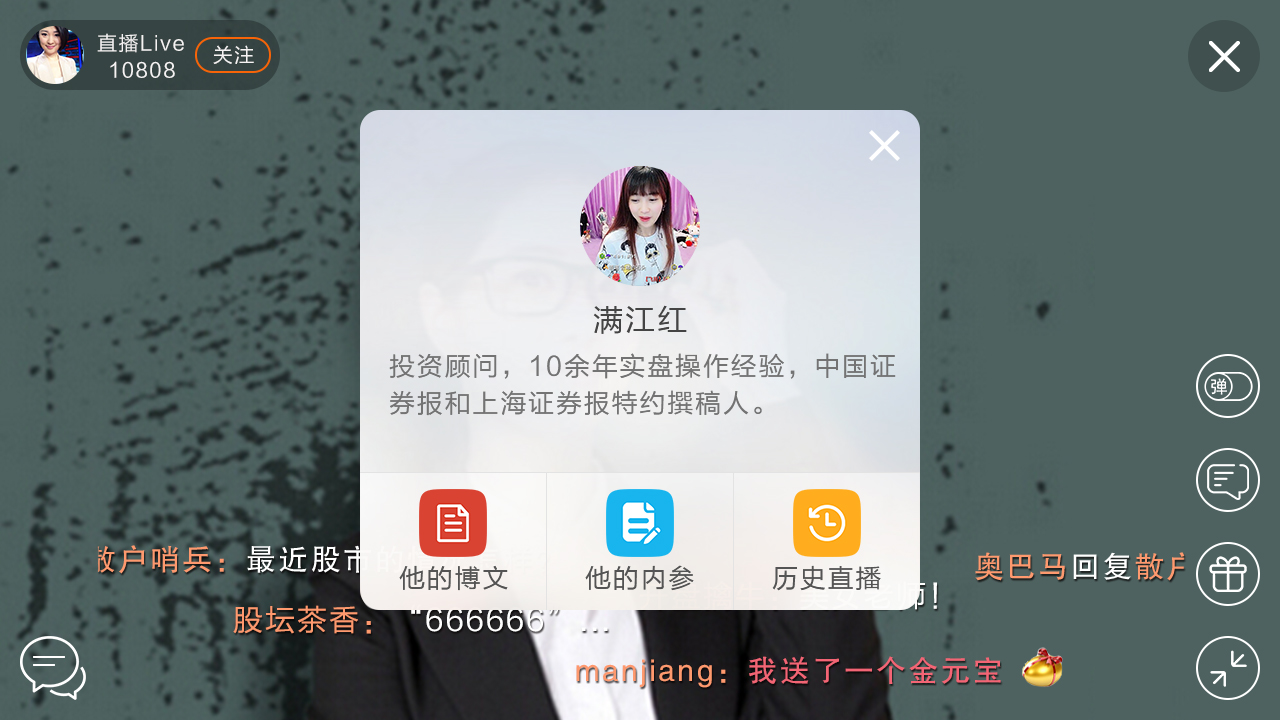 直播Live
10808
关注
满江红
投资顾问，10余年实盘操作经验，中国证
券报和上海证券报特约撰稿人。
弹
散户哨兵：最近股市的
他的博文
他的内参
历史直播
奥巴马回复散户
师！
股坛茶香：“666666” ...
manjiang：我送了一个金元宝